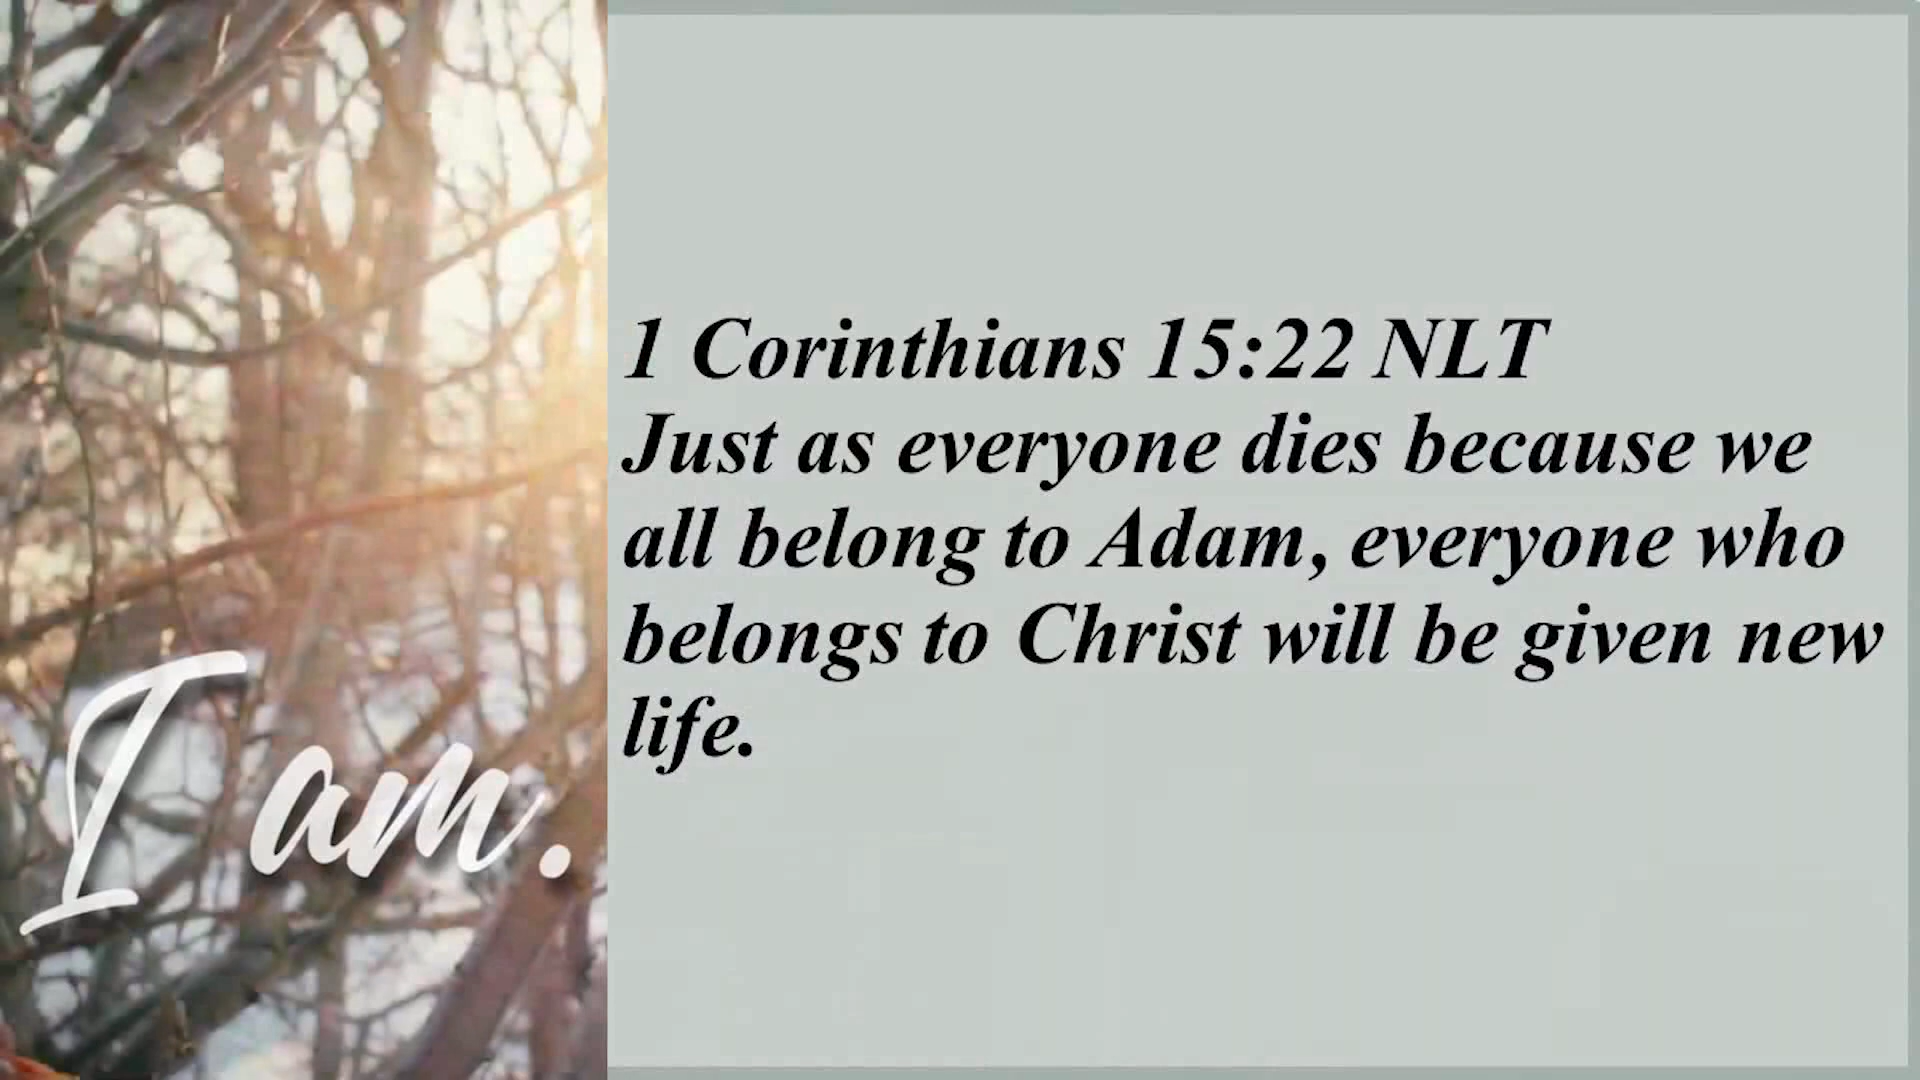 I am.
1 Corinthians 15:22 NLT
Just as everyone dies because we
all belong to Adam, everyone who
belongs to Christ will be given new
life.